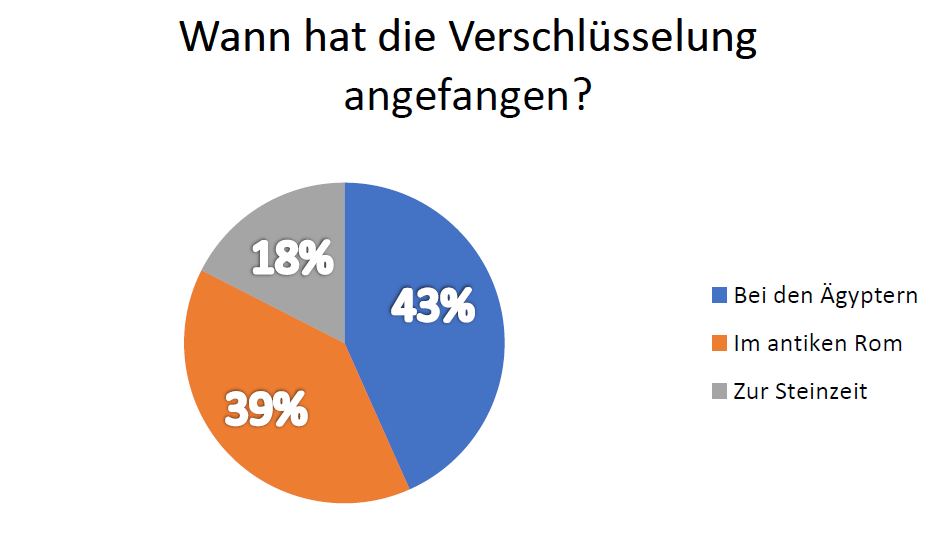 Wann hat die Verschlüsselung
angefangen?
18%
43%
39%
Bei den Ägyptern
Im antiken Rom
Zur Steinzeit